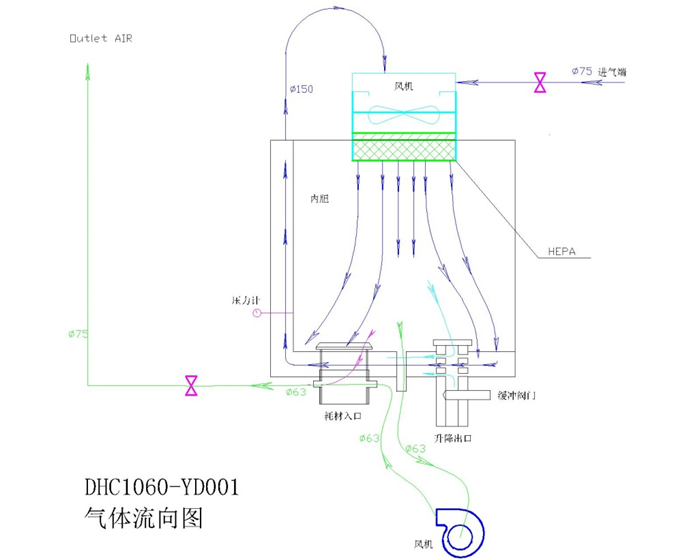 Outlet AIR
Ø75 进气端
风机
Ø150
内胆
HEPA
压力计
Ø75
Ø63
缓冲阀门
耗材入口
升降出口
Ø63
Ø63
DHC1060-YD001
气体流向图
风机